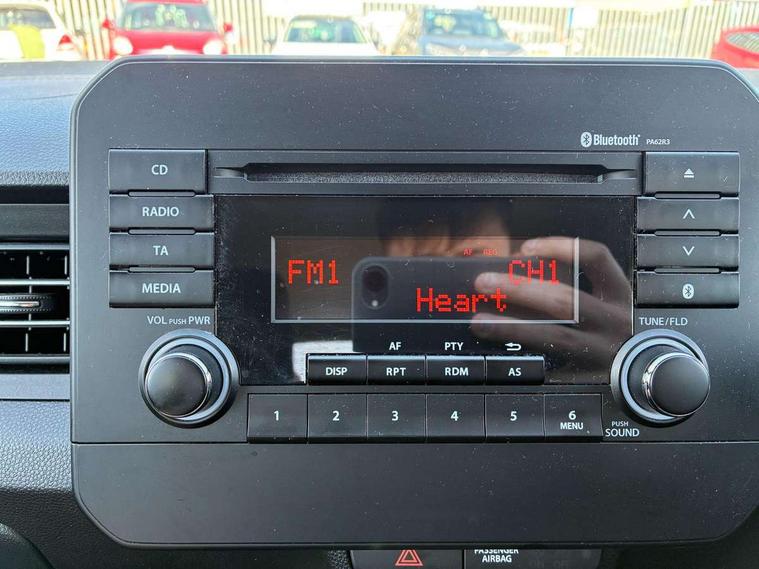 Bluetooth® PA62R3
CD
RADIO
TA
MEDIA
AF REG
FM1 CH1
Heart
VOL PUSH PWR
TUNE/FLD
AF PTY
DISP RPT RDM AS
1 2 3 4 5 6
MENU
PUSH
SOUND
PASSENGER
AIRBAG